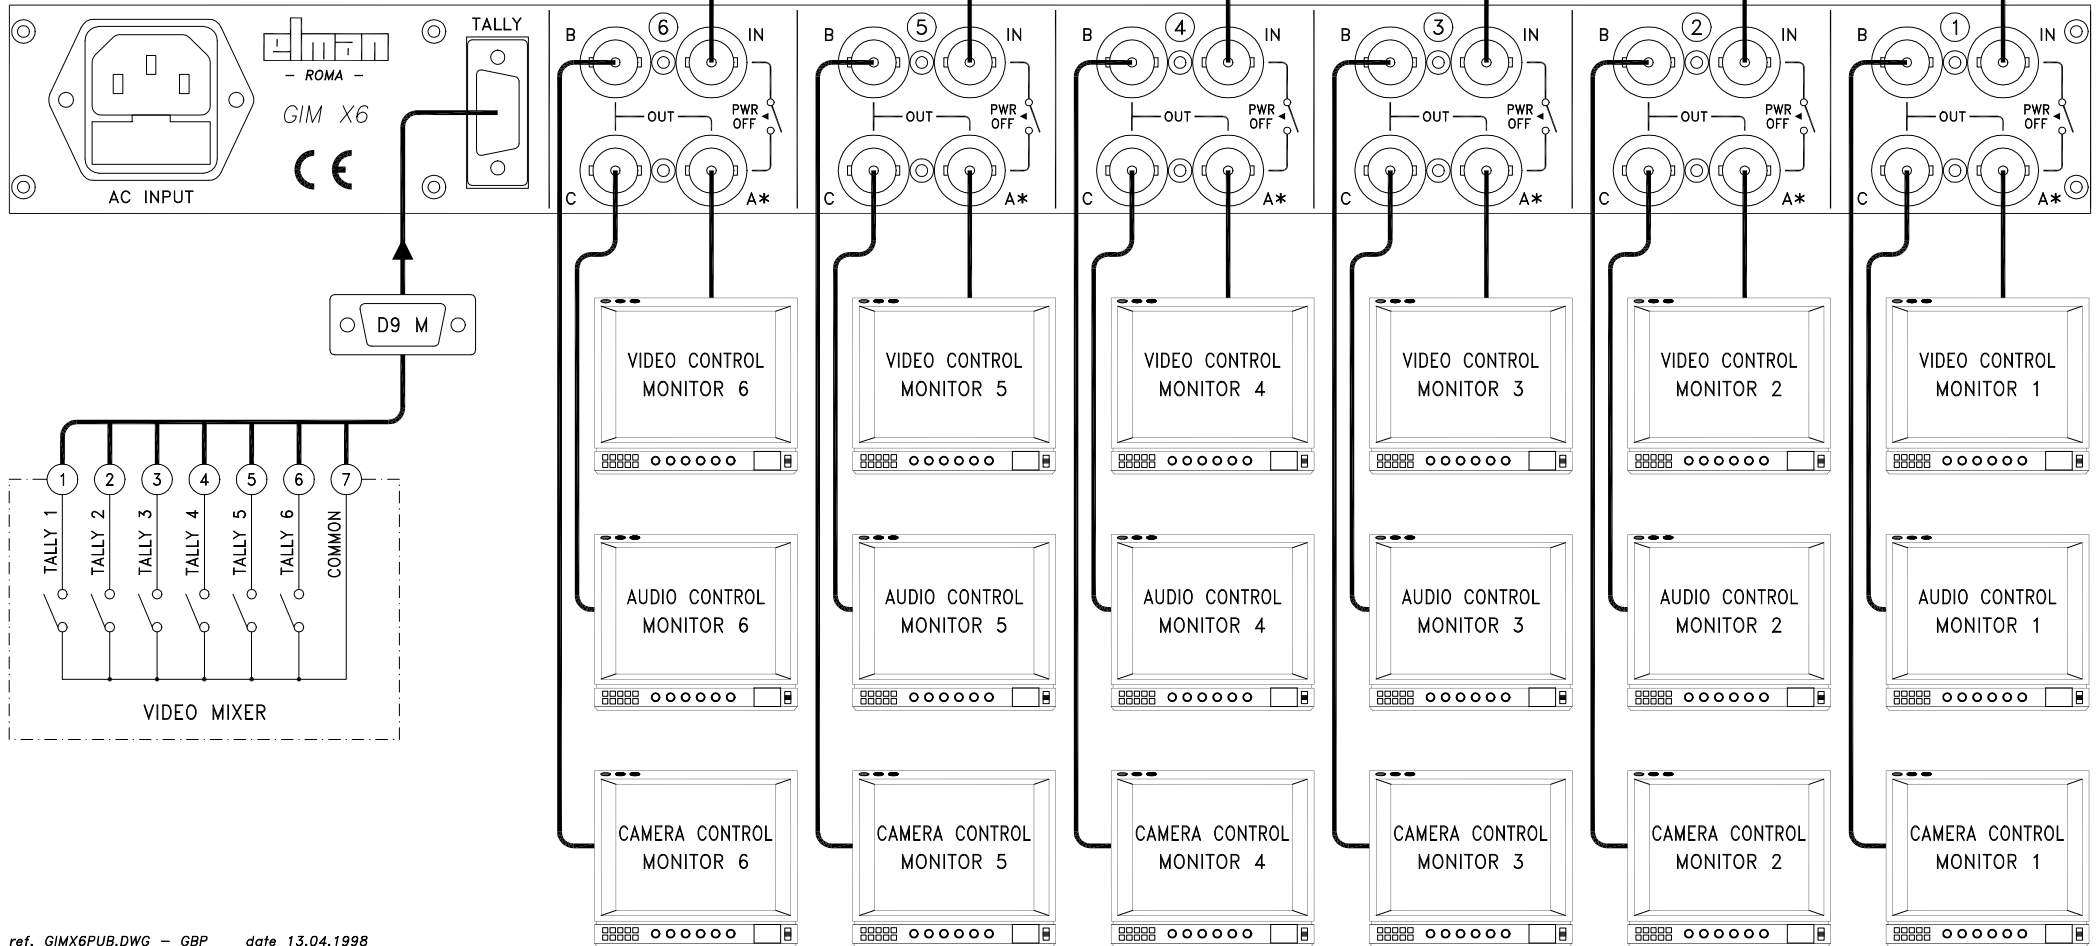 elman
– ROMA –
GIM X6
CE
AC INPUT
TALLY
B 6 IN
OUT
PWR
OFF
C A*
B 5 IN
OUT
PWR
OFF
C A*
B 4 IN
OUT
PWR
OFF
C A*
B 3 IN
OUT
PWR
OFF
C A*
B 2 IN
OUT
PWR
OFF
C A*
B 1 IN
OUT
PWR
OFF
C A*
D9 M
VIDEO CONTROL
MONITOR 6
VIDEO CONTROL
MONITOR 5
VIDEO CONTROL
MONITOR 4
VIDEO CONTROL
MONITOR 3
VIDEO CONTROL
MONITOR 2
VIDEO CONTROL
MONITOR 1
1 2 3 4 5 6 7
TALLY 1
TALLY 2
TALLY 3
TALLY 4
TALLY 5
TALLY 6
COMMON
VIDEO MIXER
AUDIO CONTROL
MONITOR 6
AUDIO CONTROL
MONITOR 5
AUDIO CONTROL
MONITOR 4
AUDIO CONTROL
MONITOR 3
AUDIO CONTROL
MONITOR 2
AUDIO CONTROL
MONITOR 1
CAMERA CONTROL
MONITOR 6
CAMERA CONTROL
MONITOR 5
CAMERA CONTROL
MONITOR 4
CAMERA CONTROL
MONITOR 3
CAMERA CONTROL
MONITOR 2
CAMERA CONTROL
MONITOR 1
ref. GIMX6PUB.DWG – GBP date 13.04.1998